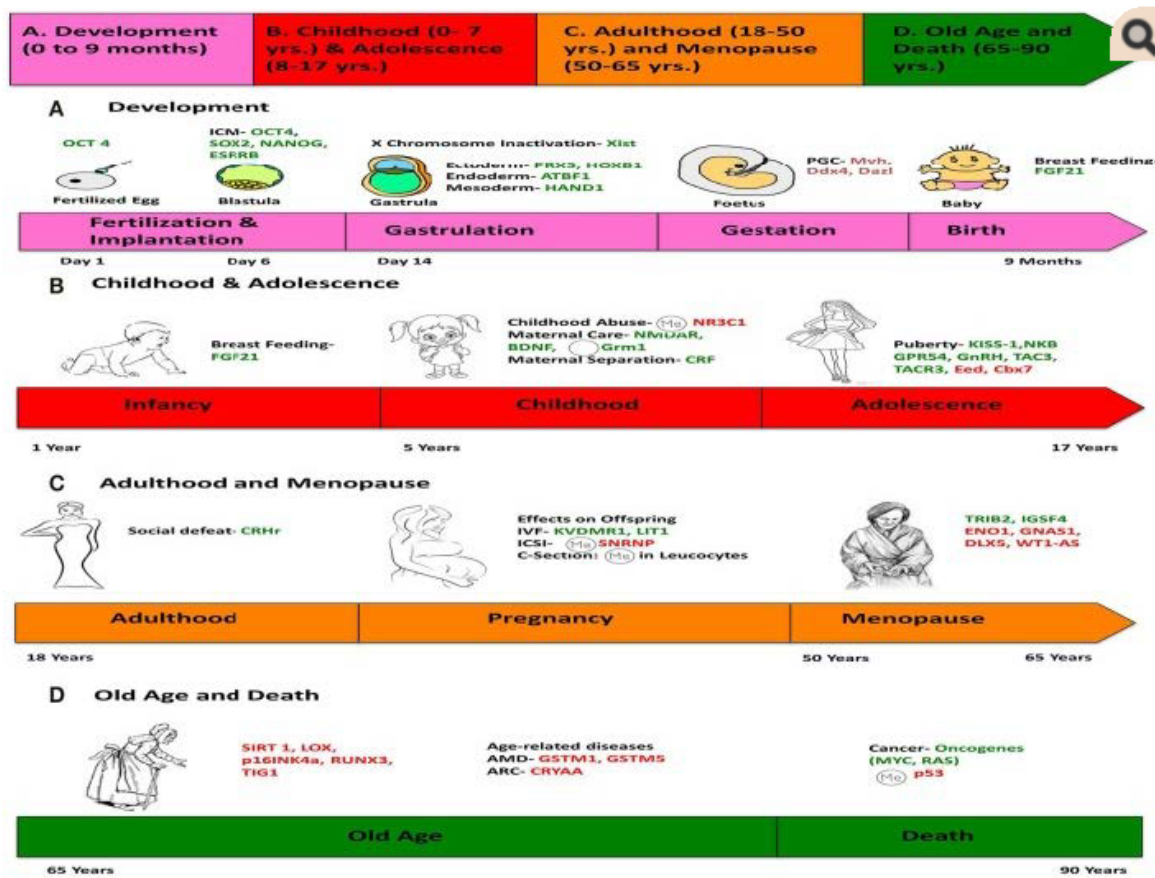 A. Development
(0 to 9 months)
B. Childhood (0- 7
yrs.) & Adolescence
(8-17 yrs.)
C. Adulthood (18-50
yrs.) and Menopause
(50-65 yrs.)
D. Old Age and
Death (65-90
yrs.)
A Development
OCT 4
Fertilized Egg
ICM- OCT4,
SOX2, NANOG,
ESRRB
Blastula
X Chromosome Inactivation- Xist
Ectoderm- HOXB1
Endoderm- ATBF1
Mesoderm- HAND1
Gastrula
PGC- Mvh,
Ddx4, Dazl
Foetus
Breast Feeding-
FGF21
Baby
Fertilization &
Implantation
Gastrulation
Gestation
Birth
Day 1
Day 6
Day 14
9 Months
B Childhood & Adolescence
Breast Feeding-
FGF21
Childhood Abuse- Me NR3C1
Maternal Care- NMDAR,
BDNF, Grm1
Maternal Separation- CRF
Puberty- KISS-1,NKB
GPR54, GnRH, TAC3,
TACR3, Eed, Cbx7
Infancy
Childhood
Adolescence
1 Year
5 Years
17 Years
C Adulthood and Menopause
Social defeat- CRHr
Effects on Offspring
IVF- KVDMR1, LIT1
ICSI- Me SNRNP
C-Section: Me in Leucocytes
TRIB2, IGSF4
ENO1, GNAS1,
DLX5, WT1-AS
Adulthood
Pregnancy
Menopause
18 Years
50 Years
65 Years
D Old Age and Death
SIRT 1, LOX,
p16INK4a, RUNX3,
TIG1
Age-related diseases
AMD- GSTM1, GSTM5
ARC- CRYAA
Cancer- Oncogenes
(MYC, RAS)
Me p53
Old Age
Death
65 Years
90 Years